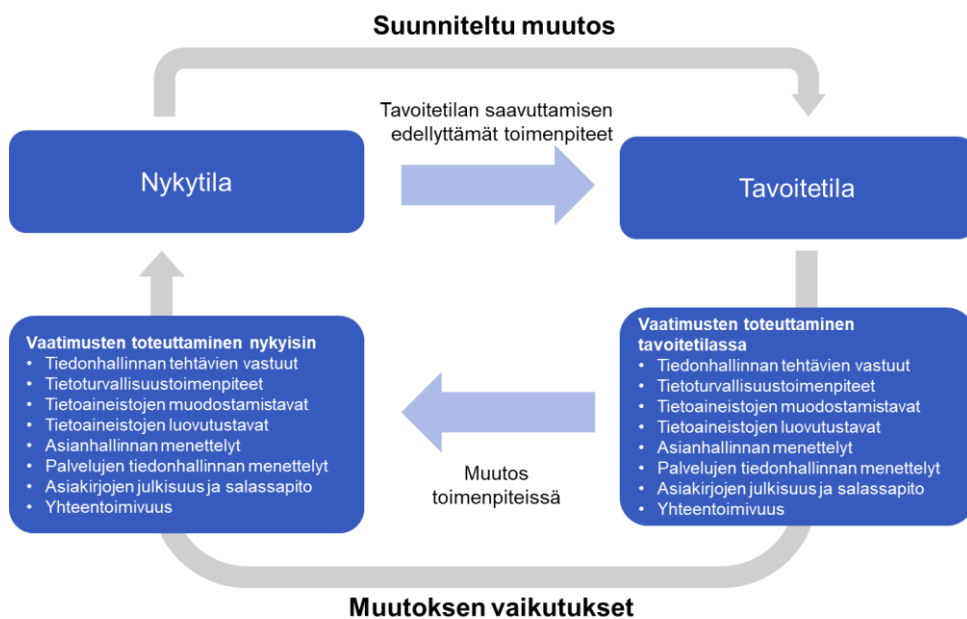 Suunniteltu muutos
Tavoitetilan saavuttamisen
edellyttämät toimenpiteet
Nykytila
Tavoitetila
Vaatimusten toteuttaminen nykyisin
• Tiedonhallinnan tehtävien vastuut
• Tietoturvallisuustoimenpiteet
• Tietoaineistojen muodostamistavat
• Tietoaineistojen luovutustavat
• Asianhallinnan menettelyt
• Palvelujen tiedonhallinnan menettelyt
• Asiakirjojen julkisuus ja salassapito
• Yhteentoimivuus
Muutos
toimenpiteissä
Vaatimusten toteuttaminen
tavoitetilassa
• Tiedonhallinnan tehtävien vastuut
• Tietoturvallisuustoimenpiteet
• Tietoaineistojen muodostamistavat
• Tietoaineistojen luovutustavat
• Asianhallinnan menettelyt
• Palvelujen tiedonhallinnan menettelyt
• Asiakirjojen julkisuus ja salassapito
• Yhteentoimivuus
Muutoksen vaikutukset